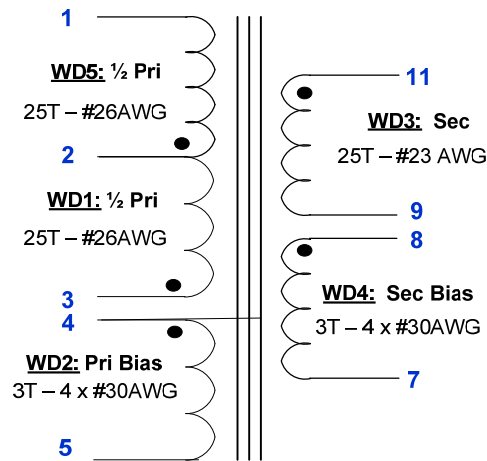 1
WD5: ½ Pri
25T – #26AWG
2
WD1: ½ Pri
25T – #26AWG
3
4
WD2: Pri Bias
3T – 4 x #30AWG
5
11
WD3: Sec
25T – #23 AWG
9
8
WD4: Sec Bias
3T – 4 x #30AWG
7